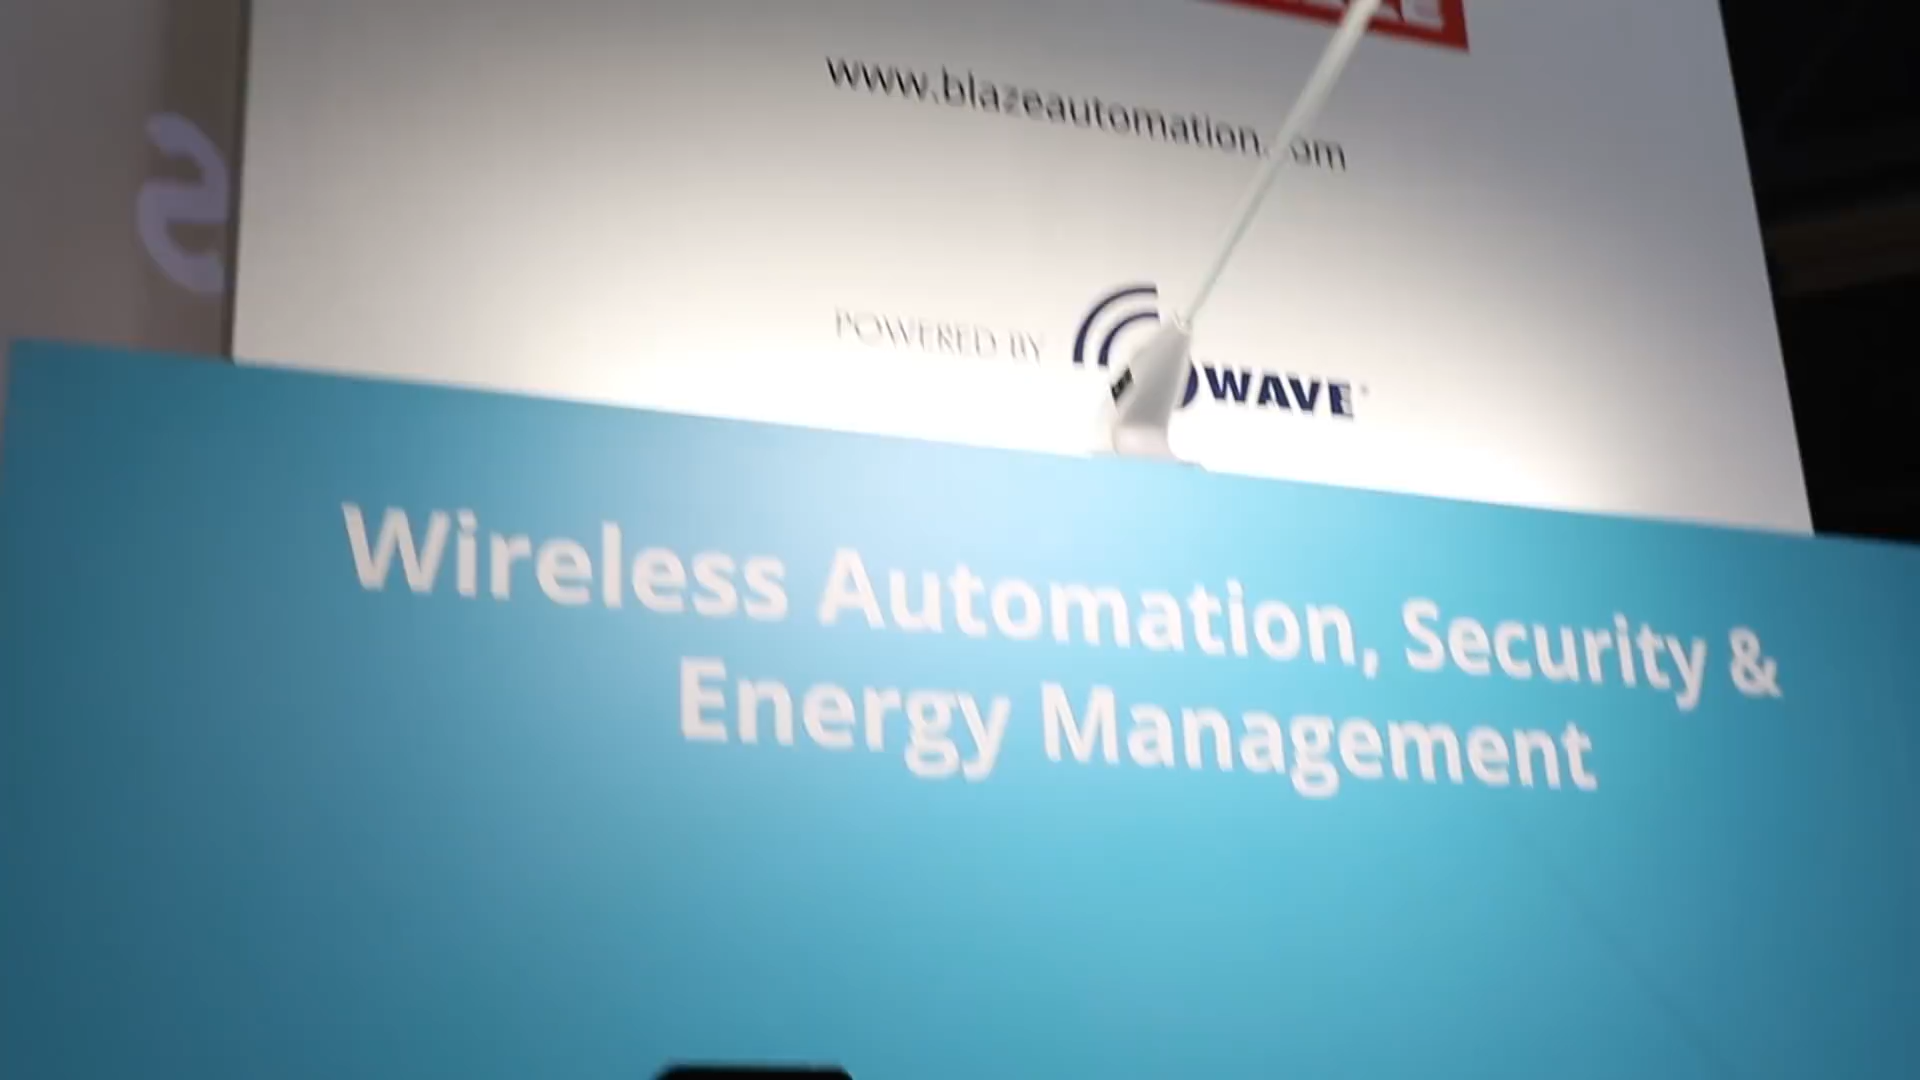 www.blazeautomation.com
POWERED BY WAVE
Wireless Automation, Security &
Energy Management